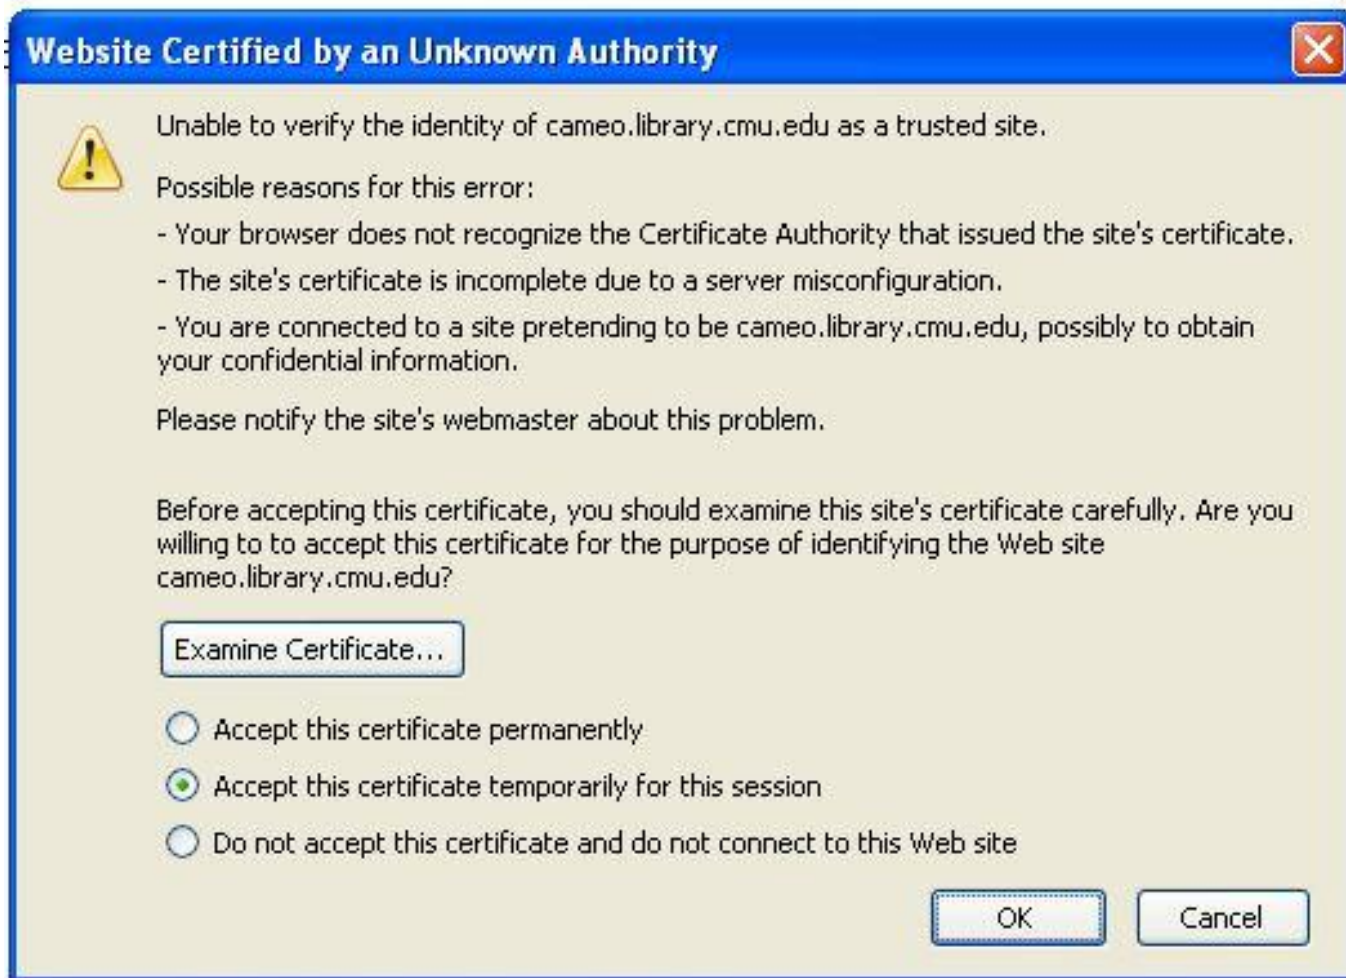 Website Certified by an Unknown Authority
Unable to verify the identity of cameo.library.cmu.edu as a trusted site.
Possible reasons for this error:
- Your browser does not recognize the Certificate Authority that issued the site's certificate.
- The site's certificate is incomplete due to a server misconfiguration.
- You are connected to a site pretending to be cameo.library.cmu.edu, possibly to obtain
your confidential information.
Please notify the site's webmaster about this problem.
Before accepting this certificate, you should examine this site's certificate carefully. Are you
willing to to accept this certificate for the purpose of identifying the Web site
cameo.library.cmu.edu?
Examine Certificate...
Accept this certificate permanently
Accept this certificate temporarily for this session
Do not accept this certificate and do not connect to this Web site
OK Cancel